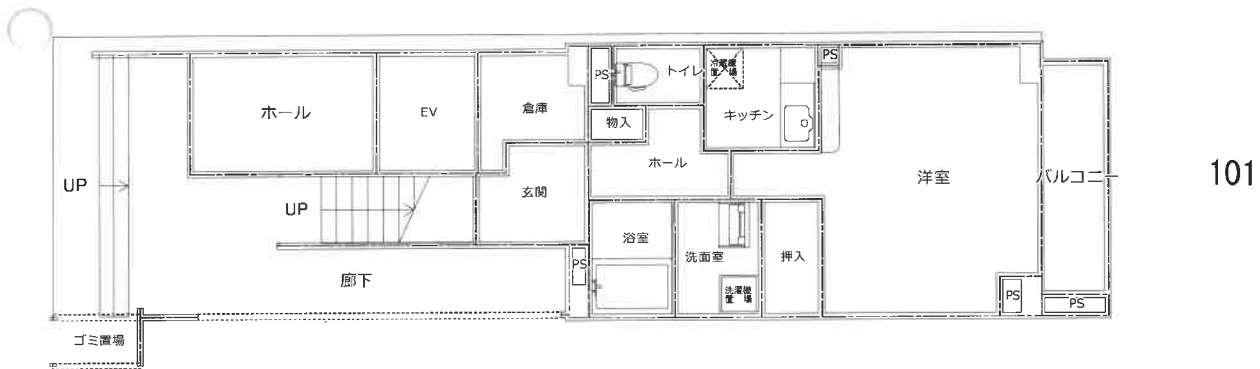 ホール
EV
倉庫
PS
トイレ
冷蔵庫
置　場
キッチン
PS
物入
ホール
洋室
バルコニー
101
UP
UP
玄関
浴室
洗面室
押入
洗濯機
置　場
廊下
PS
PS
PS
ゴミ置場